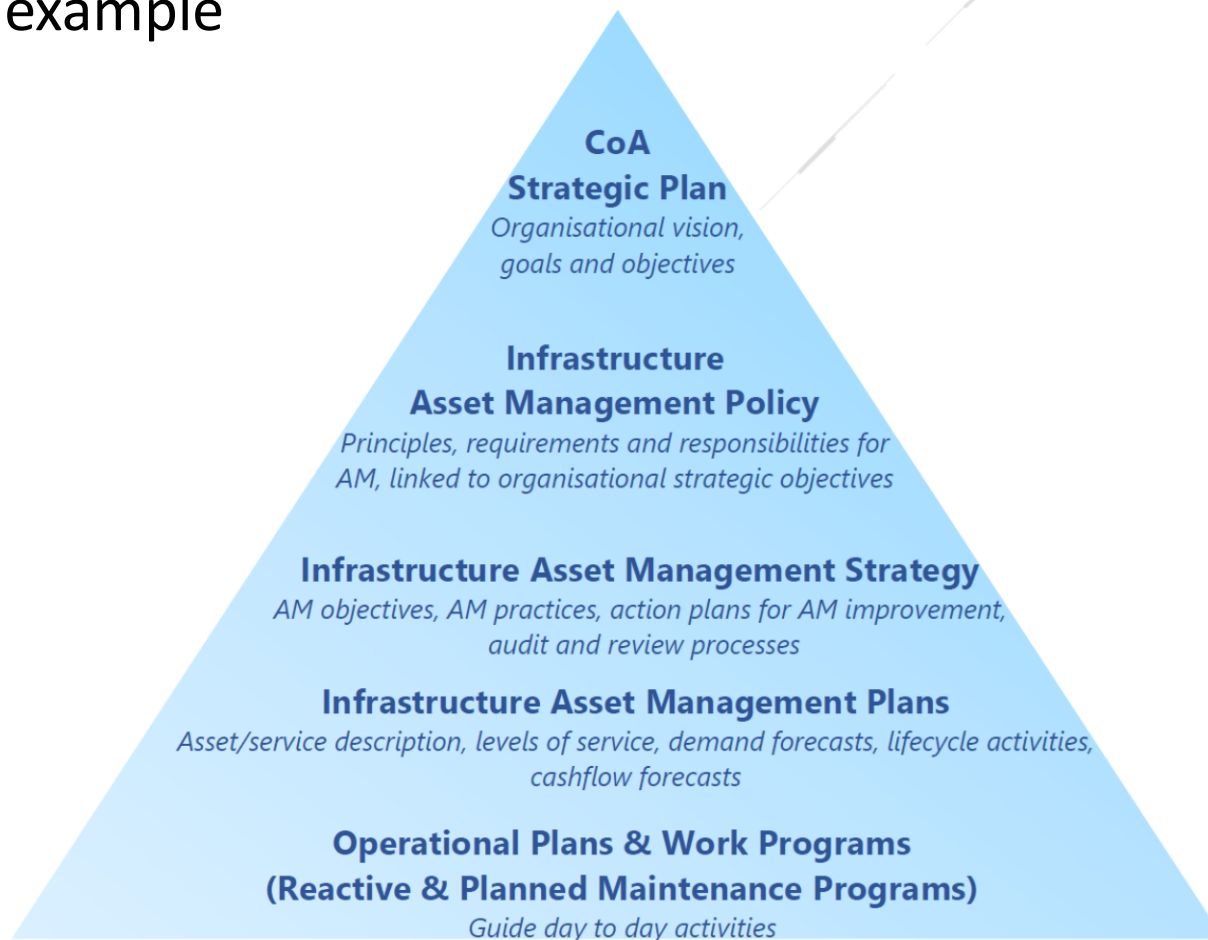 example
CoA
Strategic Plan
Organisational vision,
goals and objectives
Infrastructure
Asset Management Policy
Principles, requirements and responsibilities for
AM, linked to organisational strategic objectives
Infrastructure Asset Management Strategy
AM objectives, AM practices, action plans for AM improvement,
audit and review processes
Infrastructure Asset Management Plans
Asset/service description, levels of service, demand forecasts, lifecycle activities,
cashflow forecasts
Operational Plans & Work Programs
(Reactive & Planned Maintenance Programs)
Guide day to day activities